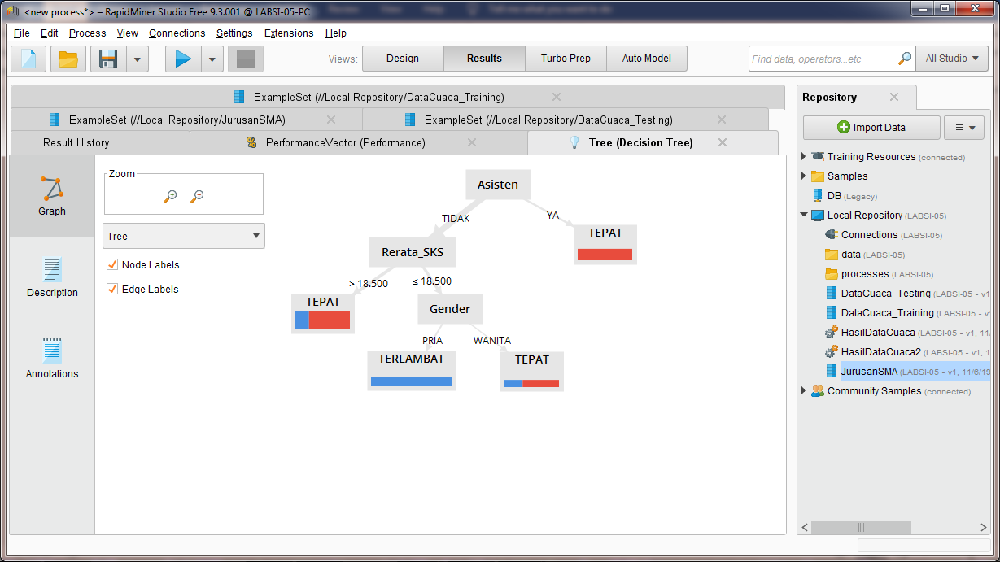 <new process*> – RapidMiner Studio Free 9.3.001 @ LABSI-05-PC
File Edit Process View Connections Settings Extensions Help
Views: Design Results Turbo Prep Auto Model Find data, operators...etc All Studio
ExampleSet (//Local Repository/DataCuaca_Training)
ExampleSet (//Local Repository/JurusanSMA) ExampleSet (//Local Repository/DataCuaca_Testing)
Result History PerformanceVector (Performance) Tree (Decision Tree)
Graph
Description
Annotations
Zoom
Tree
Node Labels
Edge Labels
Asisten
TIDAK YA
Rerata_SKS TEPAT
> 18.500 ≤ 18.500
TEPAT Gender
PRIA WANITA
TERLAMBAT TEPAT
Repository
Import Data
Training Resources (connected)
Samples
DB (Legacy)
Local Repository (LABSI-05)
Connections (LABSI-05)
data (LABSI-05)
processes (LABSI-05)
DataCuaca_Testing (LABSI-05 - v1
DataCuaca_Training (LABSI-05 - v
HasilDataCuaca (LABSI-05 - v1, 11/
HasilDataCuaca2 (LABSI-05 - v1, 1
JurusanSMA (LABSI-05 - v1, 11/6/19
Community Samples (connected)